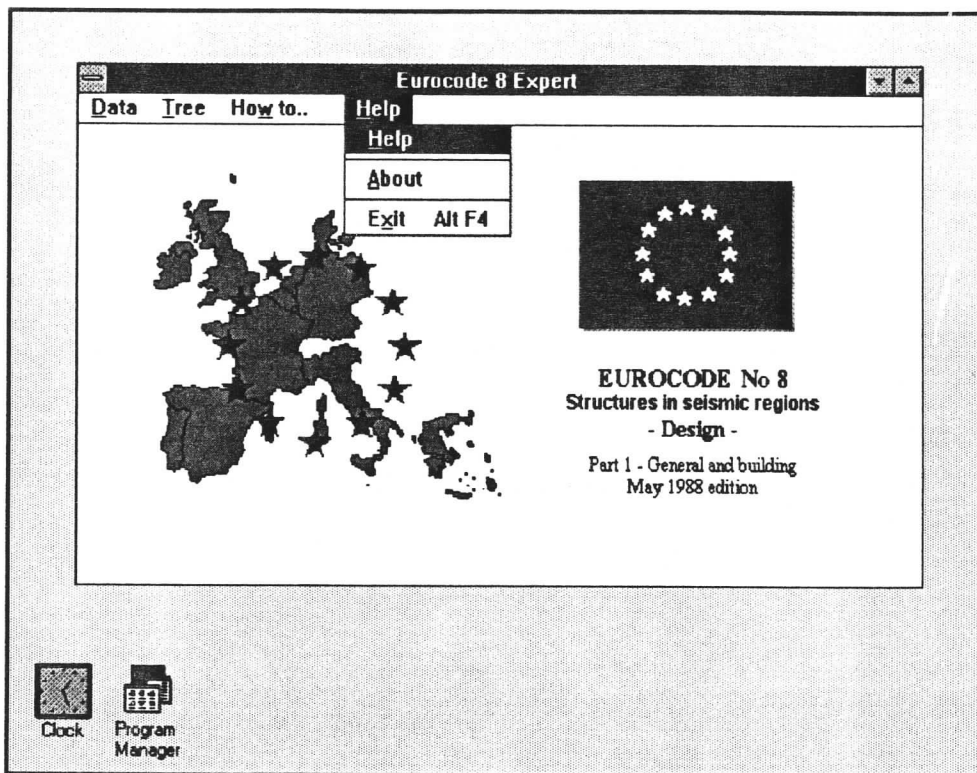 Eurocode 8 Expert
Data Tree How to.. Help
Help
About
Exit Alt F4
EUROCODE No 8
Structures in seismic regions
- Design -
Part 1 - General and building
May 1988 edition
Clock
Program
Manager